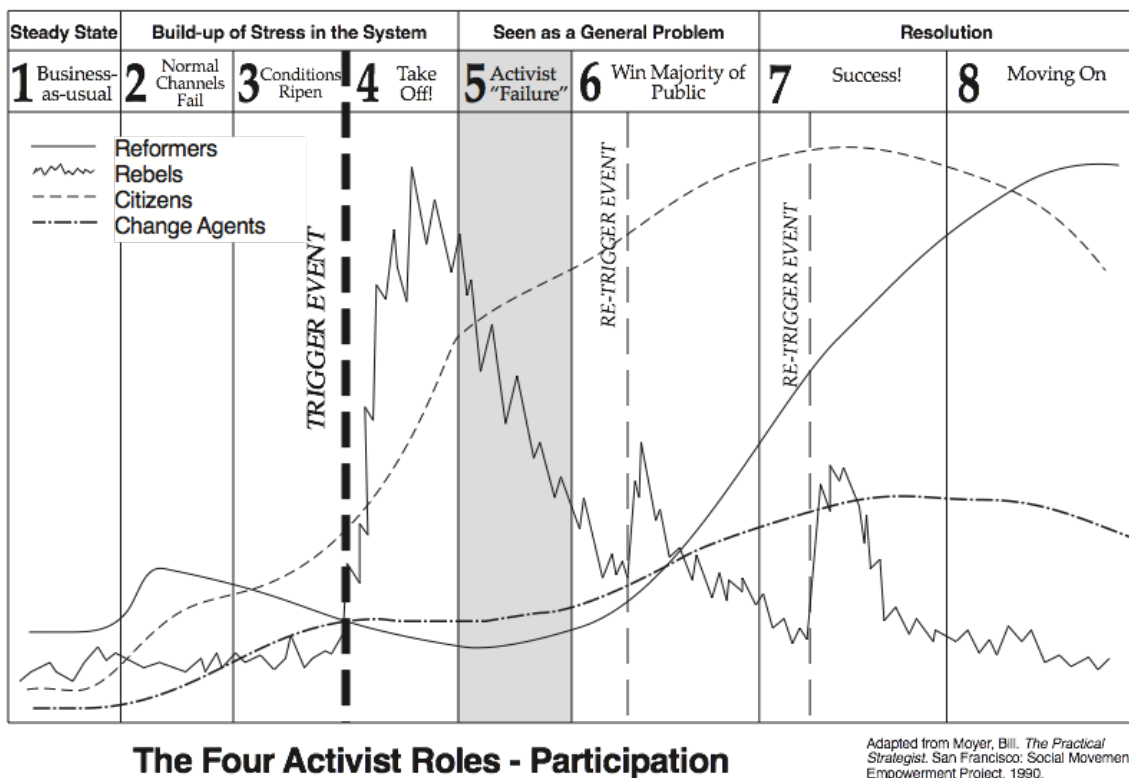 Steady State
Build-up of Stress in the System
Seen as a General Problem
Resolution
1 Business-
as-usual
2 Normal
Channels
Fail
3 Conditions
Ripen
4 Take
Off!
5 Activist
"Failure"
6 Win Majority of
Public
7 Success!
8 Moving On
Reformers
Rebels
Citizens
Change Agents
TRIGGER EVENT
RE-TRIGGER EVENT
RE-TRIGGER EVENT
The Four Activist Roles - Participation
Adapted from Moyer, Bill. The Practical
Strategist. San Francisco: Social Movemen
Empowerment Project, 1990.